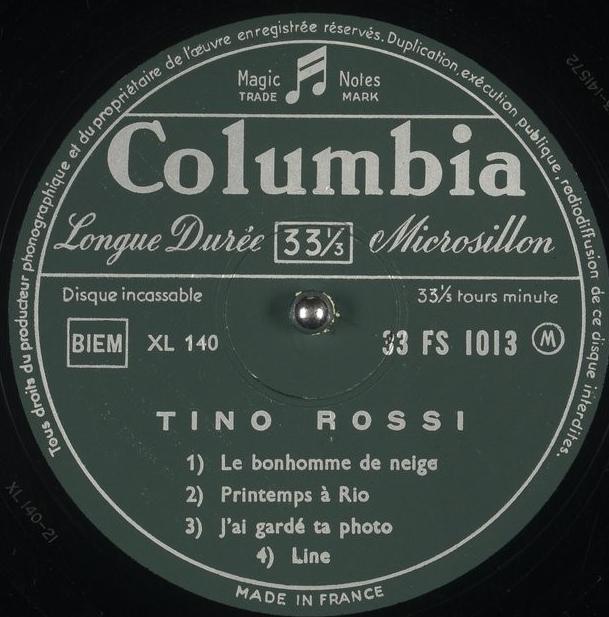 Tous droits du producteur phonographique et du propriétaire de l'œuvre enregistrée réservés. Duplication, exécution publique, radiodiffusion de ce disque interdites.
Magic Notes
TRADE MARK
Columbia
Longue Durée 33⅓ Microsillon
Disque incassable 33⅓ tours minute
BIEM XL 140 33 FS 1013 M
TINO ROSSI
1) Le bonhomme de neige
2) Printemps à Rio
3) J'ai gardé ta photo
4) Line
XL 140-21
MADE IN FRANCE